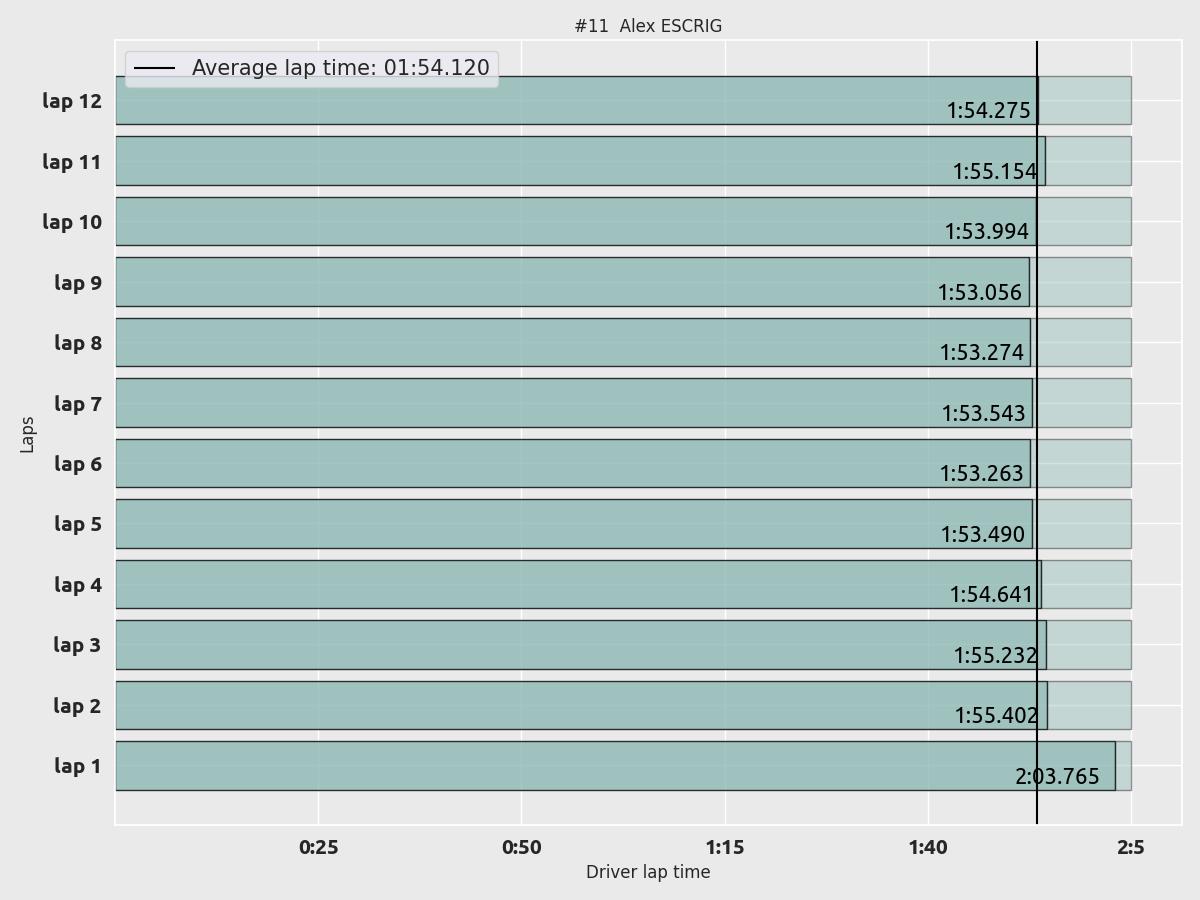 #11  Alex ESCRIG
Average lap time: 01:54.120
lap 12
1:54.275
lap 11
1:55.154
lap 10
1:53.994
lap 9
1:53.056
lap 8
1:53.274
lap 7
1:53.543
lap 6
1:53.263
lap 5
1:53.490
lap 4
1:54.641
lap 3
1:55.232
lap 2
1:55.402
lap 1
2:03.765
Laps
0:25 0:50 1:15 1:40 2:5
Driver lap time